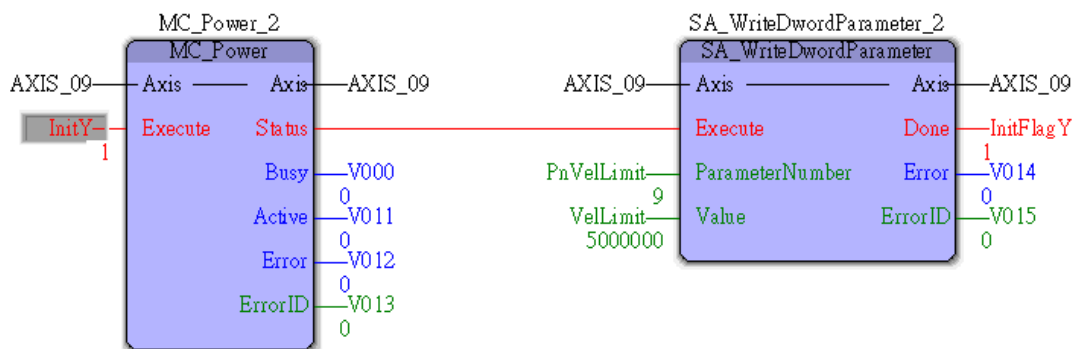 MC_Power_2 SA_WriteDwordParameter_2
MC_Power SA_WriteDwordParameter
AXIS_09 Axis Axis AXIS_09 AXIS_09 Axis Axis AXIS_09
InitY Execute Status Execute Done InitFlagY
1 1
Busy V000 PnVelLimit ParameterNumber Error V014
0 9 0
Active V011 VelLimit Value ErrorID V015
0 5000000 0
Error V012
0
ErrorID V013
0